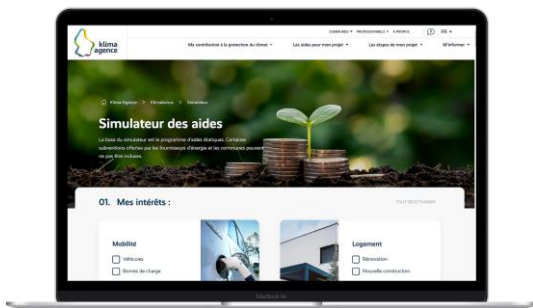 COMMUNES PROFESSIONNELS À PROPOS FR
klima
agence
Ma contribution à la protection du climat Les aides pour mon projet Les étapes de mon projet M'informer
Klima-Agence > Klimabonus > Simulateur
Simulateur des aides
La base du simulateur est le programme d'aides étatiques. Certaines
subventions offertes par les fournisseurs d'énergie et les communes peuvent
ne pas être incluses.
01. Mes intérêts :
TOUT SÉLECTIONNER
Mobilité
Véhicules
Bornes de charge
Logement
Rénovation
Nouvelle construction
MacBook Air